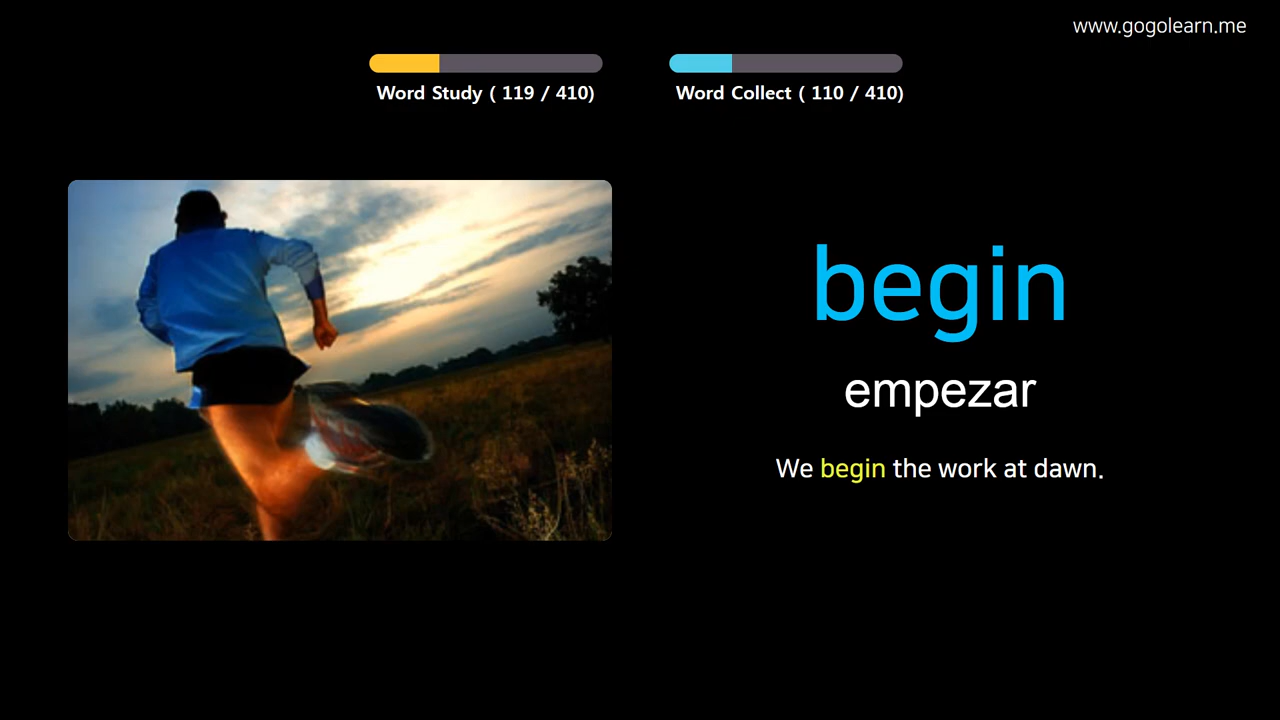 www.gogolearn.me
Word Study ( 119 / 410)
Word Collect ( 110 / 410)
begin
empezar
We begin the work at dawn.